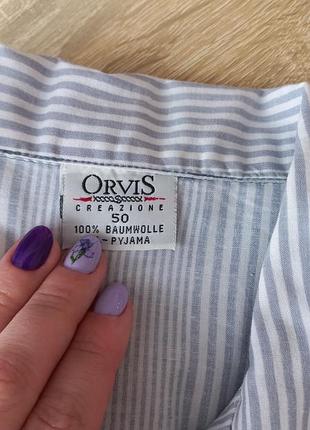 ORVIS
CREAZIONE
50
100% BAUMWOLLE
-PYJAMA